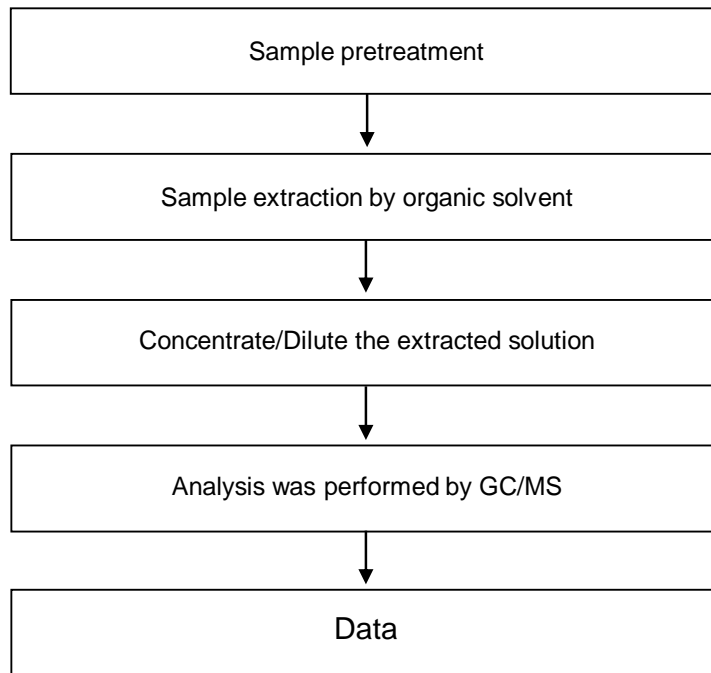 Sample pretreatment
Sample extraction by organic solvent
Concentrate/Dilute the extracted solution
Analysis was performed by GC/MS
Data